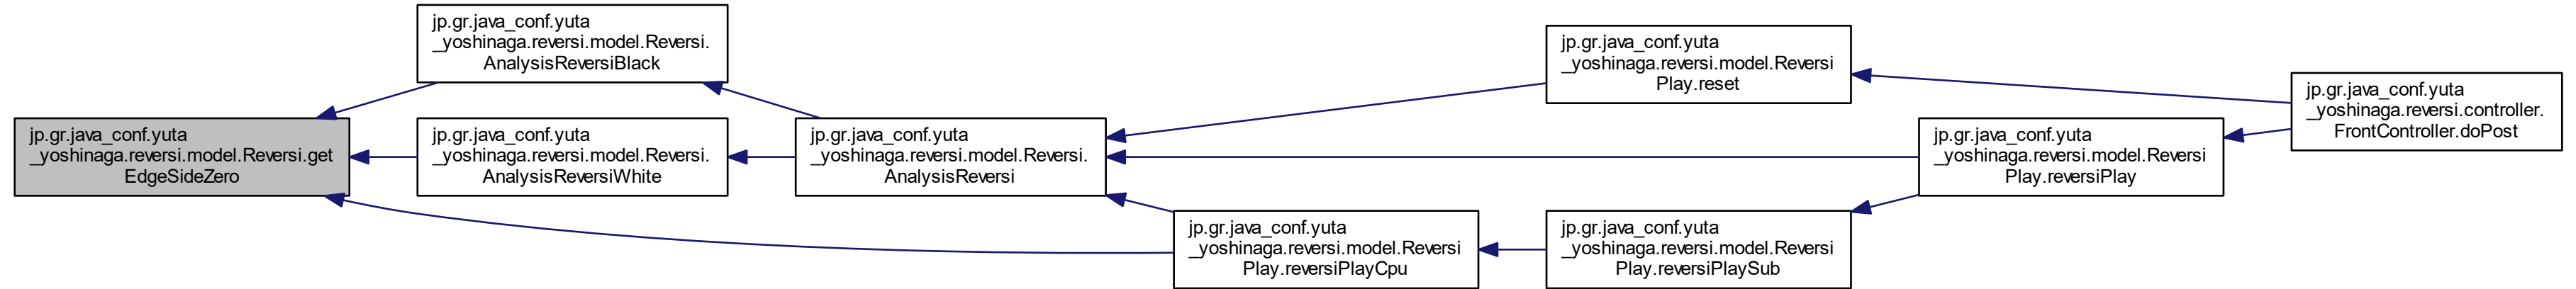 jp.gr.java_conf.yuta
_yoshinaga.reversi.model.Reversi.get
EdgeSideZero
jp.gr.java_conf.yuta
_yoshinaga.reversi.model.Reversi.
AnalysisReversiBlack
jp.gr.java_conf.yuta
_yoshinaga.reversi.model.Reversi.
AnalysisReversiWhite
jp.gr.java_conf.yuta
_yoshinaga.reversi.model.Reversi.
AnalysisReversi
jp.gr.java_conf.yuta
_yoshinaga.reversi.model.Reversi
Play.reversiPlayCpu
jp.gr.java_conf.yuta
_yoshinaga.reversi.model.Reversi
Play.reset
jp.gr.java_conf.yuta
_yoshinaga.reversi.model.Reversi
Play.reversiPlaySub
jp.gr.java_conf.yuta
_yoshinaga.reversi.model.Reversi
Play.reversiPlay
jp.gr.java_conf.yuta
_yoshinaga.reversi.controller.
FrontController.doPost